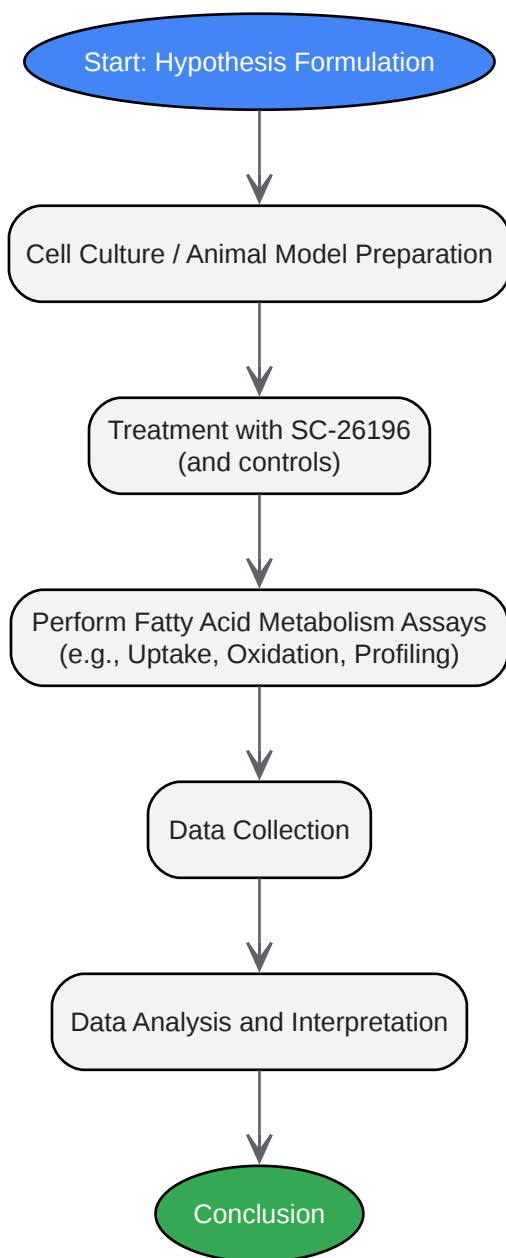 Start: Hypothesis Formulation
Cell Culture / Animal Model Preparation
Treatment with SC-26196
(and controls)
Perform Fatty Acid Metabolism Assays
(e.g., Uptake, Oxidation, Profiling)
Data Collection
Data Analysis and Interpretation
Conclusion